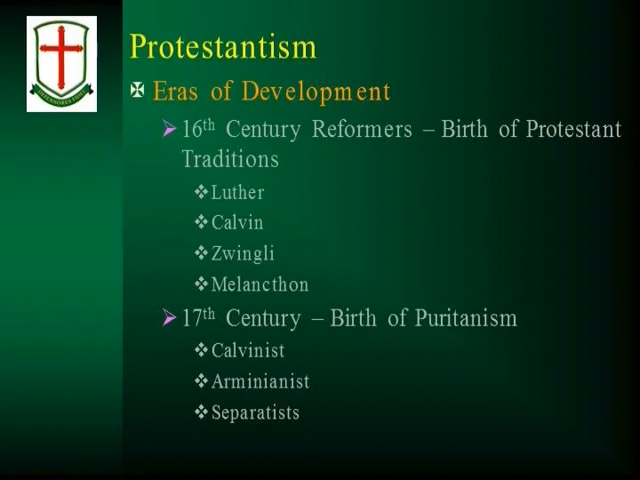 Protestantism
Eras of Development
16th Century Reformers – Birth of Protestant
Traditions
Luther
Calvin
Zwingli
Melancthon
17th Century – Birth of Puritanism
Calvinist
Arminianist
Separatists